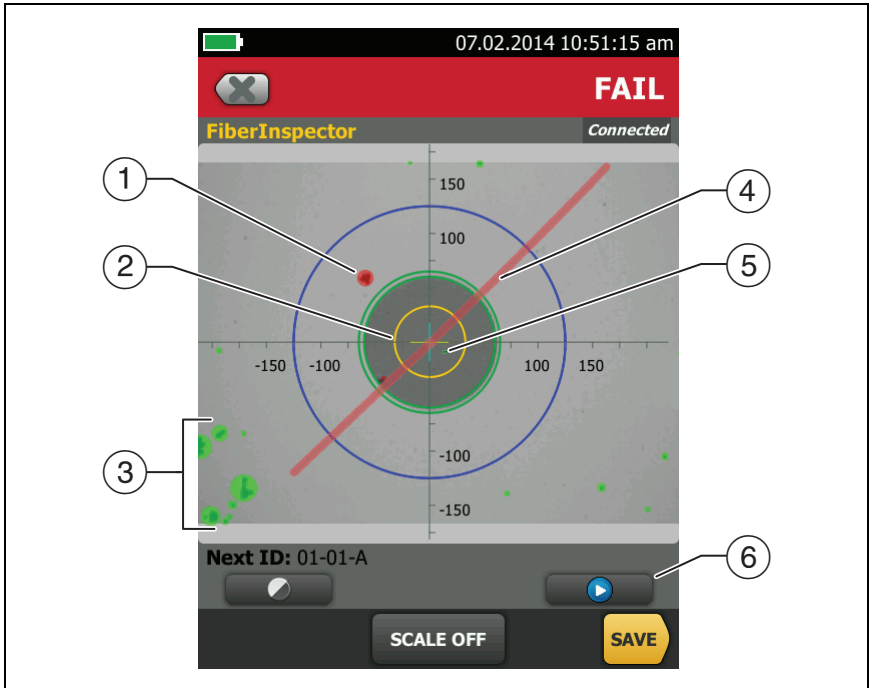 07.02.2014 10:51:15 am
FAIL
FiberInspector
Connected
150
1
4
100
2
5
-150 -100 100 150
3
-100
-150
Next ID: 01-01-A
6
SCALE OFF
SAVE